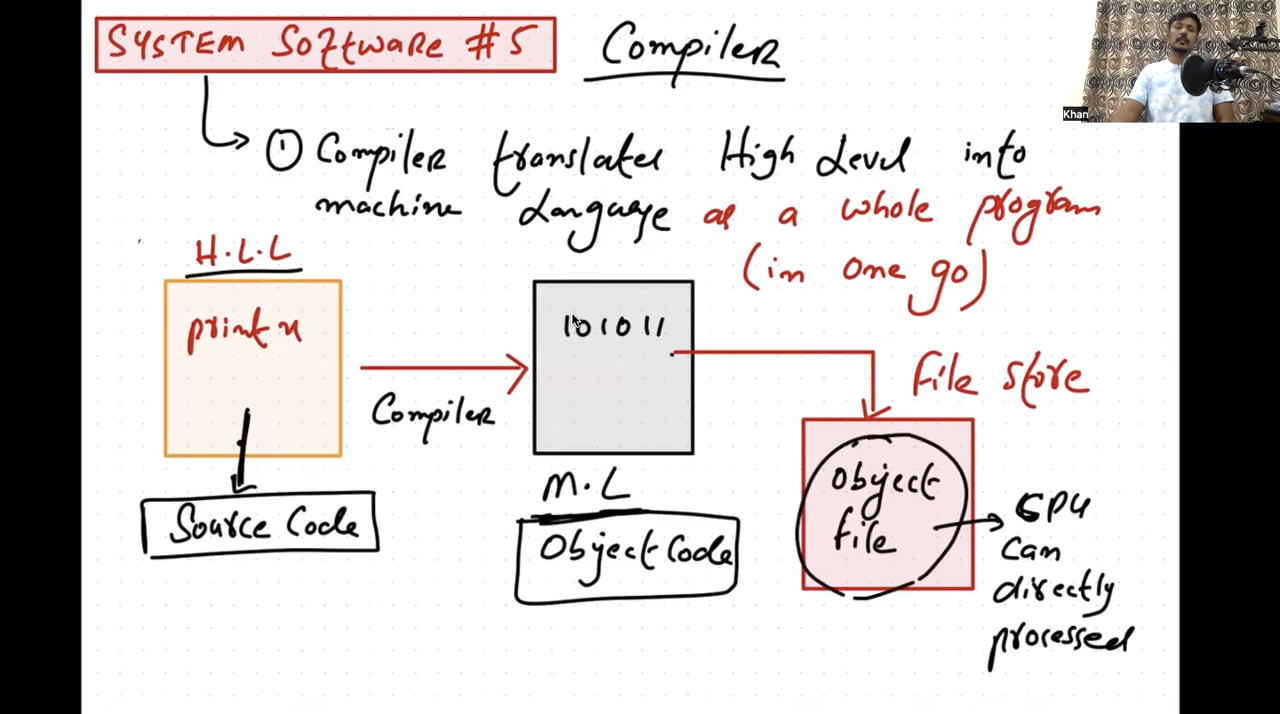 SYSTEM SOFTWARE #5
Compiler
Khan
① Compiler translates High Level into
machine Language as a whole program
(in one go)
H.L.L
print x
Compiler
101011
File store
Source Code
M.L
Object Code
Object
file
CPU
can
directly
processed